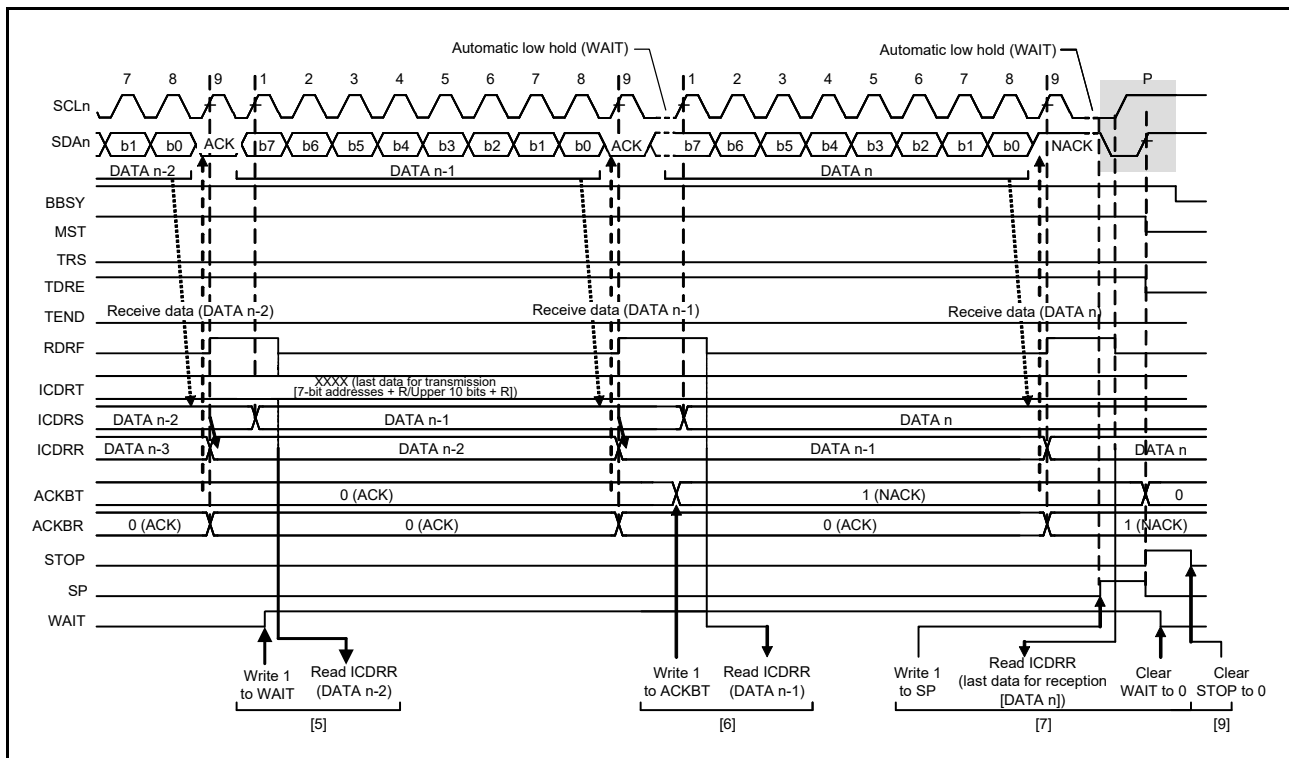 Automatic low hold (WAIT)
Automatic low hold (WAIT)
7 8 9 1 2 3 4 5 6 7 8 9 1 2 3 4 5 6 7 8 9 P
SCLn
SDAn b1 b0 ACK b7 b6 b5 b4 b3 b2 b1 b0 ACK b7 b6 b5 b4 b3 b2 b1 b0 NACK
DATA n-2 DATA n-1 DATA n
BBSY
MST
TRS
TDRE
Receive data (DATA n-2) Receive data (DATA n-1) Receive data (DATA n)
TEND
RDRF
ICDRT
XXXX (last data for transmission
[7-bit addresses + R/Upper 10 bits + R])
ICDRS DATA n-2 DATA n-1 DATA n
ICDRR DATA n-3 DATA n-2 DATA n-1 DATA n
ACKBT 0 (ACK) 1 (NACK) 0
ACKBR 0 (ACK) 0 (ACK) 0 (ACK) 1 (NACK)
STOP
SP
WAIT
Write 1
to WAIT
Read ICDRR
(DATA n-2)
Write 1
to ACKBT
Read ICDRR
(DATA n-1)
Write 1
to SP
Read ICDRR
(last data for reception
[DATA n])
Clear
WAIT to 0
Clear
STOP to 0
[5] [6] [7] [9]